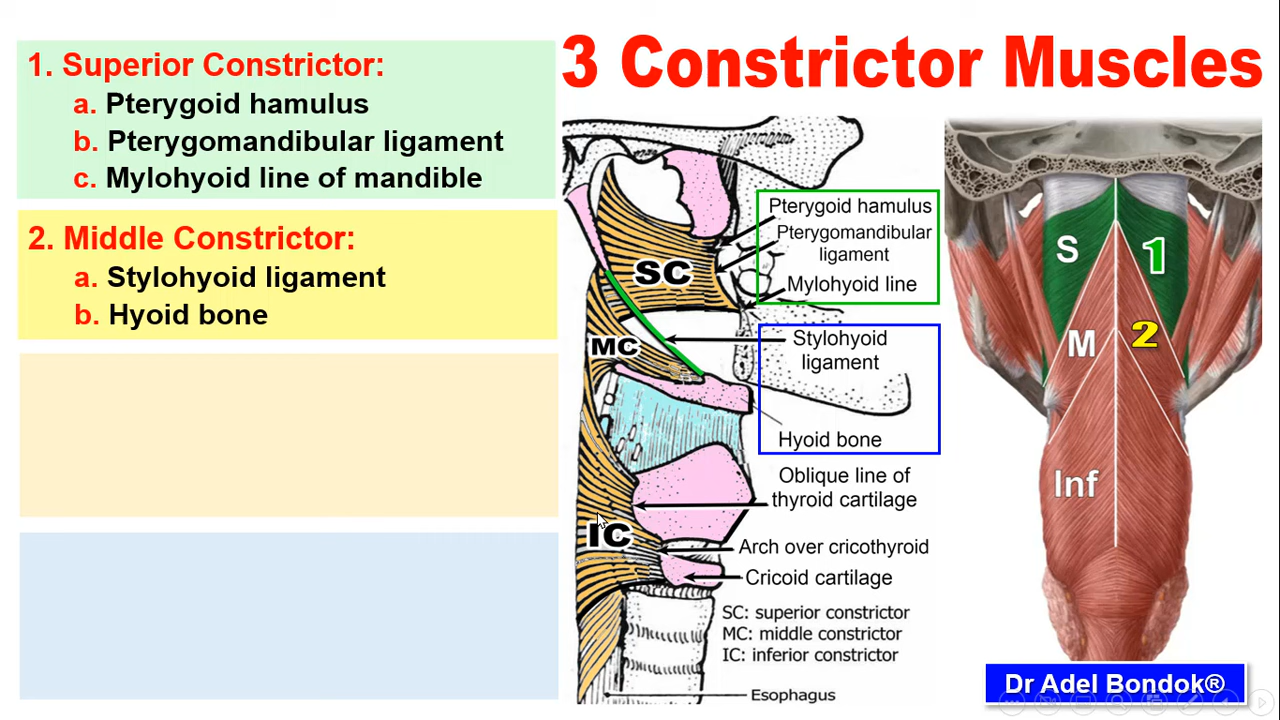 3 Constrictor Muscles
1. Superior Constrictor:
a. Pterygoid hamulus
b. Pterygomandibular ligament
c. Mylohyoid line of mandible
2. Middle Constrictor:
a. Stylohyoid ligament
b. Hyoid bone
Pterygoid hamulus
Pterygomandibular
ligament
Mylohyoid line
Stylohyoid
ligament
Hyoid bone
Oblique line of
thyroid cartilage
Arch over cricothyroid
Cricoid cartilage
SC: superior constrictor
MC: middle constrictor
IC: inferior constrictor
Esophagus
SC
MC
IC
S
1
M
2
Inf
Dr Adel Bondok®